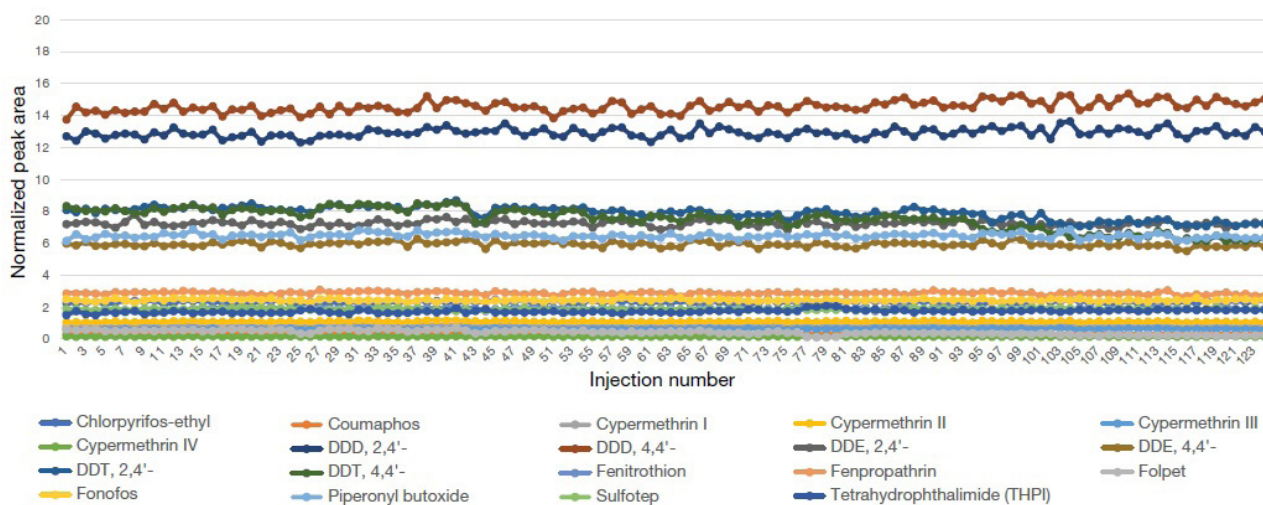 20
18
16
14
12
10
8
6
4
2
0
Normalized peak area
1 3 5 7 9 11 13 15 17 19 21 23 25 27 29 31 33 35 37 39 41 43 45 47 49 51 53 55 57 59 61 63 65 67 69 71 73 75 77 79 81 83 85 87 89 91 93 95 97 99 101 103 105 107 109 111 113 115 117 119 121 123
Injection number
Chlorpyrifos-ethyl Coumaphos Cypermethrin I Cypermethrin II Cypermethrin III
Cypermethrin IV DDD, 2,4'- DDD, 4,4'- DDE, 2,4'- DDE, 4,4'-
DDT, 2,4'- DDT, 4,4'- Fenitrothion Fenpropathrin Folpet
Fonofos Piperonyl butoxide Sulfotep Tetrahydrophthalimide (THPI)